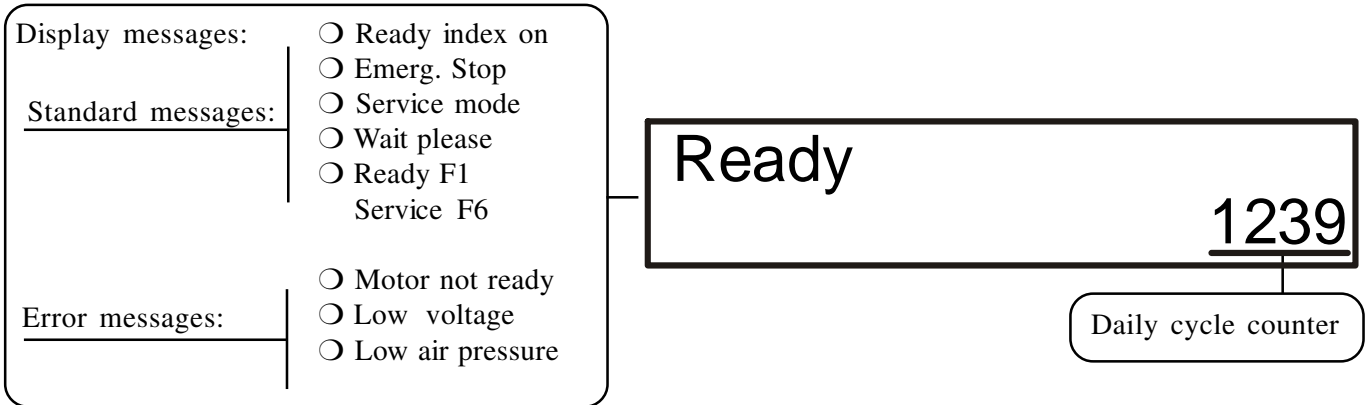 Display messages:
Standard messages:
❍ Ready index on
❍ Emerg. Stop
❍ Service mode
❍ Wait please
❍ Ready F1
Service F6
Error messages:
❍ Motor not ready
❍ Low voltage
❍ Low air pressure
Ready
1239
Daily cycle counter